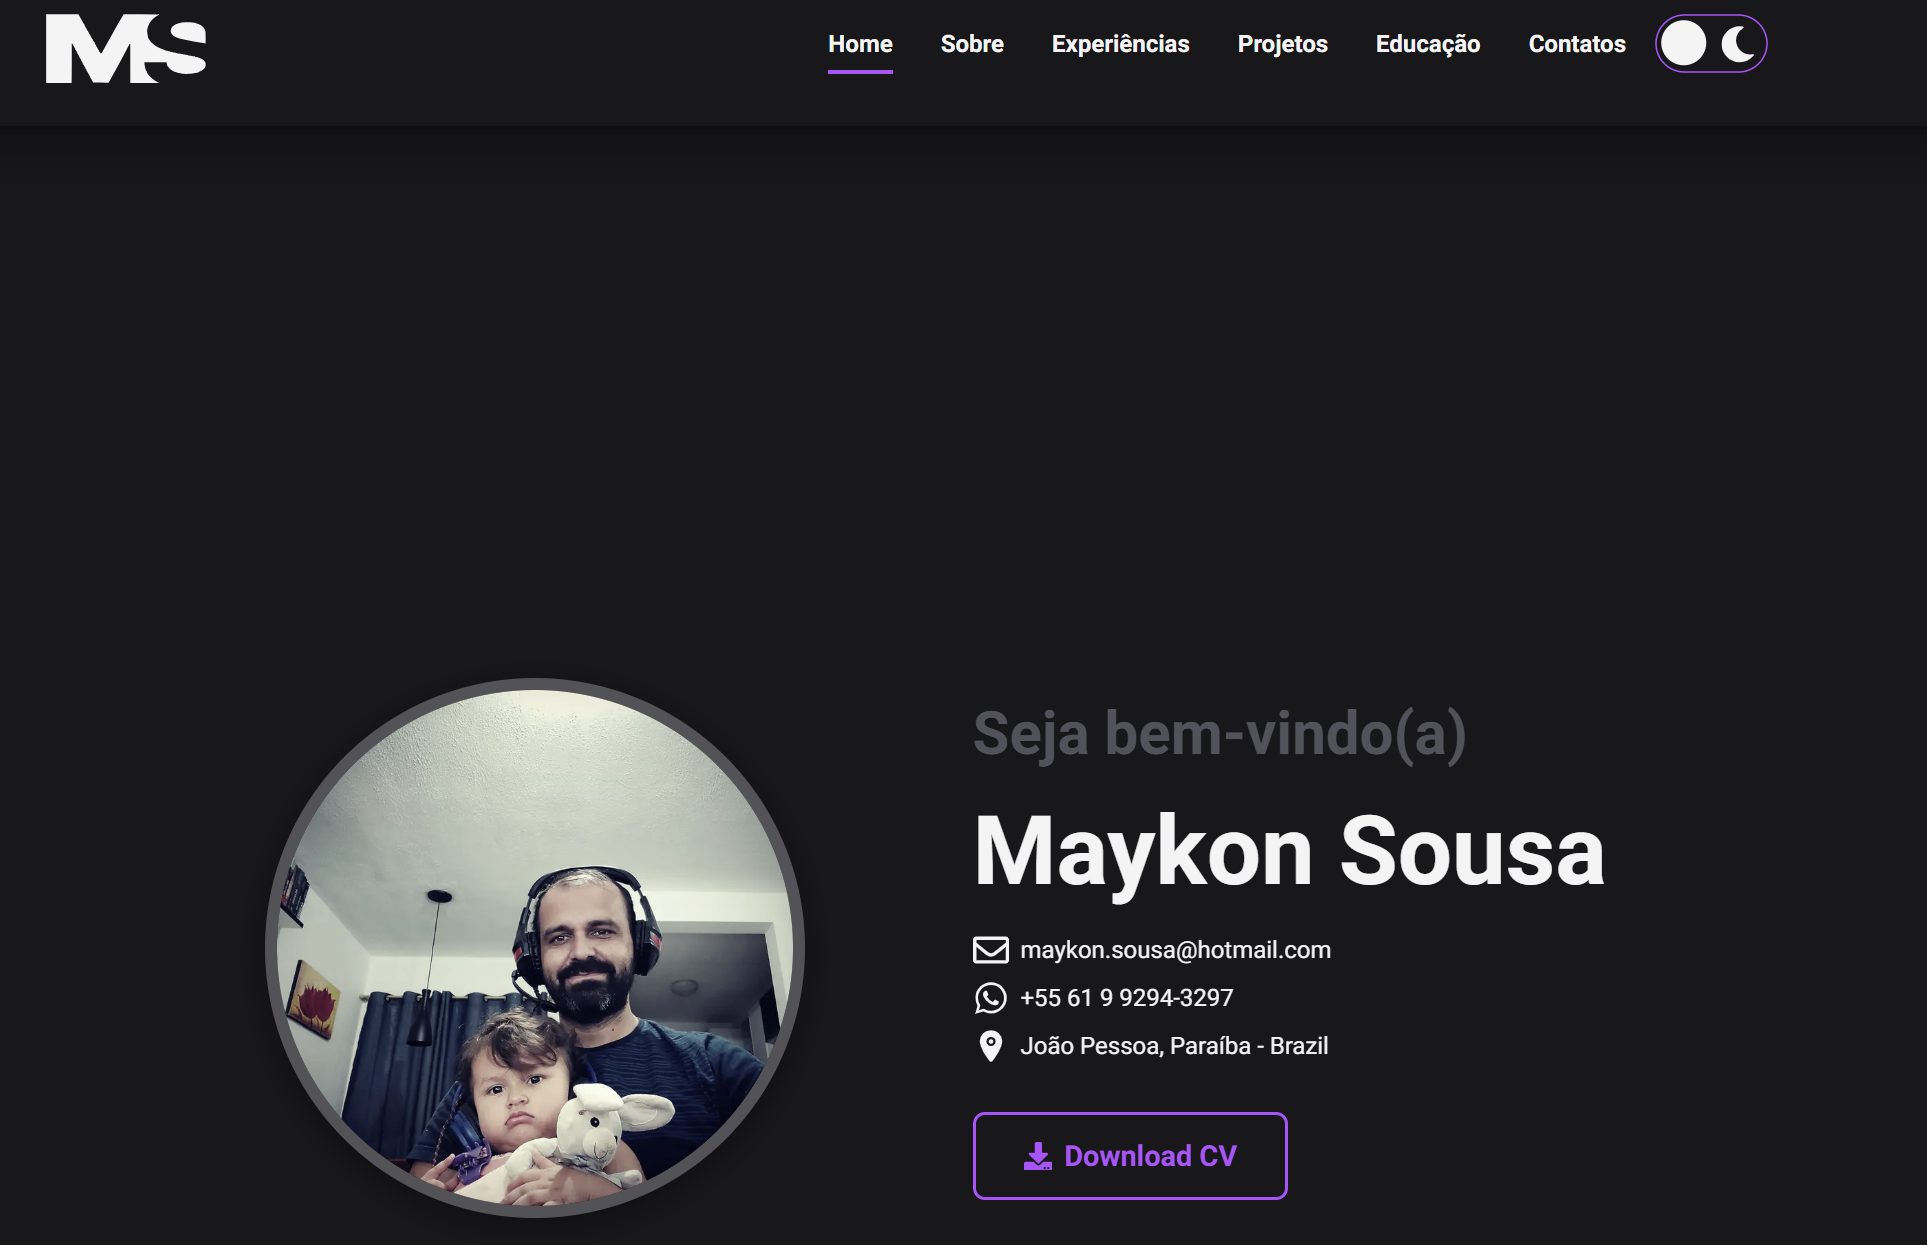 MS
Home Sobre Experiências Projetos Educação Contatos
Seja bem-vindo(a)
Maykon Sousa
maykon.sousa@hotmail.com
+55 61 9 9294-3297
João Pessoa, Paraíba - Brazil
Download CV